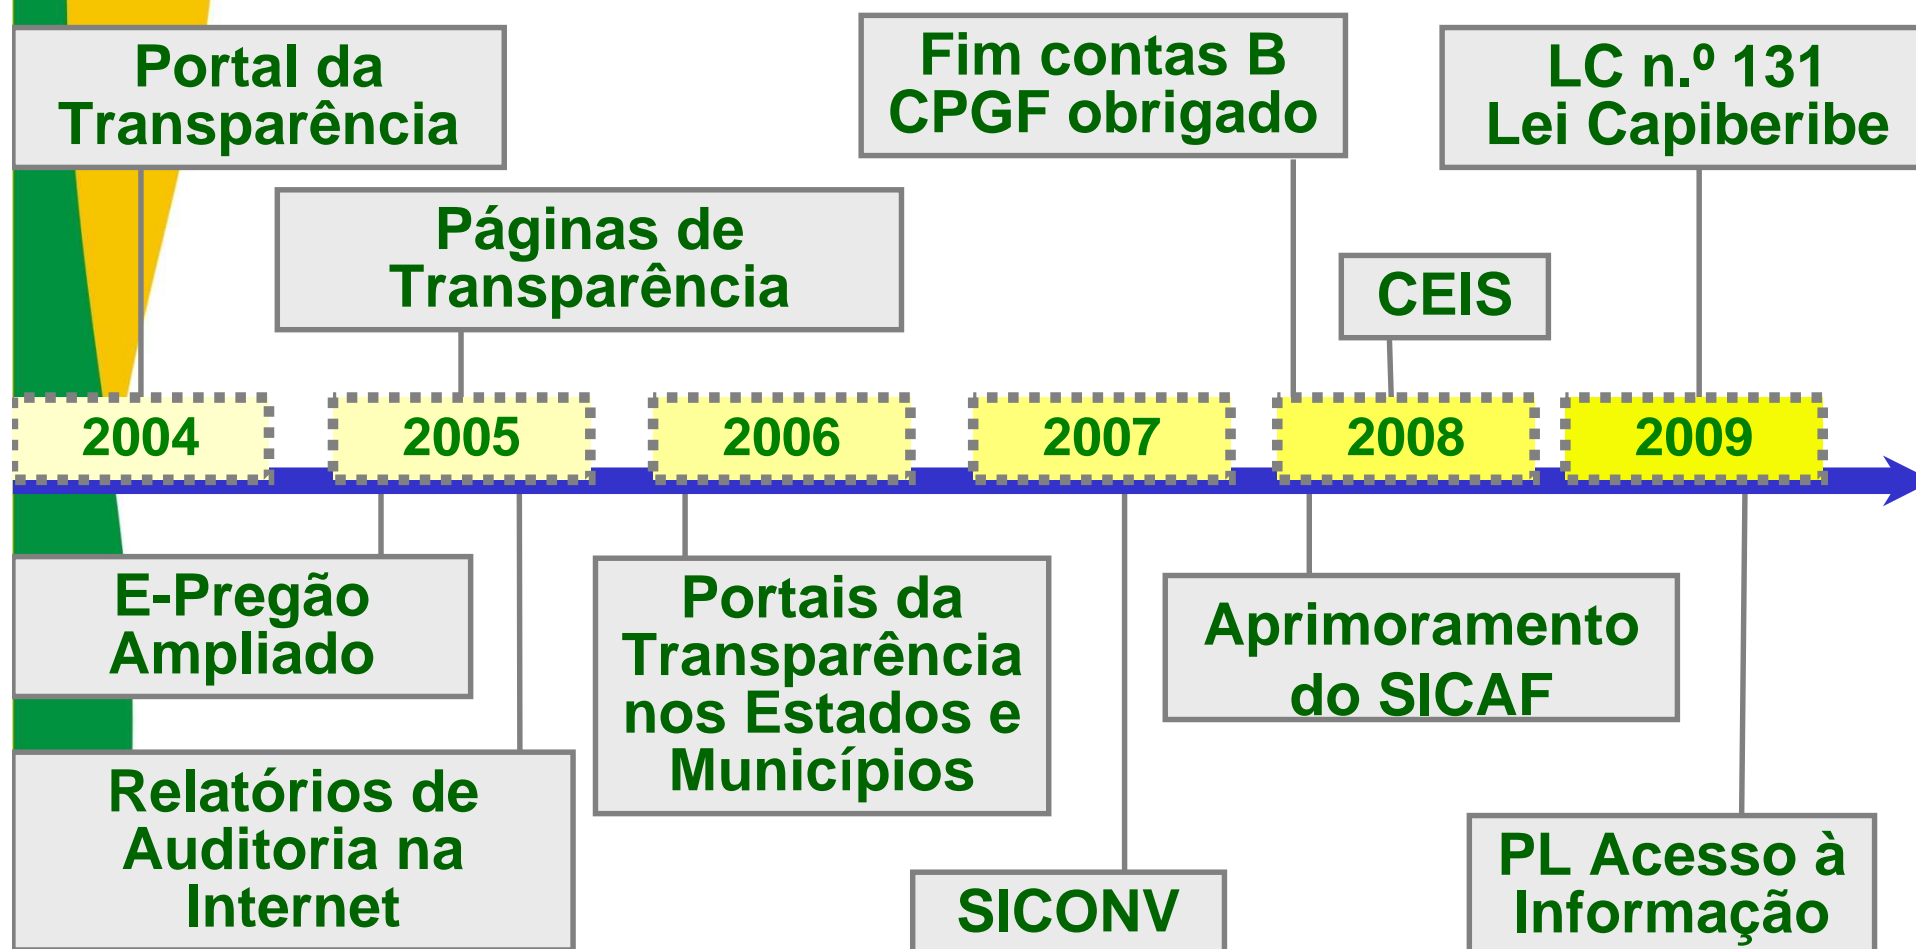 Portal da
Transparência
Fim contas B
CPGF obrigado
LC n.º 131
Lei Capiberibe
Páginas de
Transparência
CEIS
2004
2005
2006
2007
2008
2009
E-Pregão
Ampliado
Portais da
Transparência
nos Estados e
Municípios
Aprimoramento
do SICAF
Relatórios de
Auditoria na
Internet
SICONV
PL Acesso à
Informação